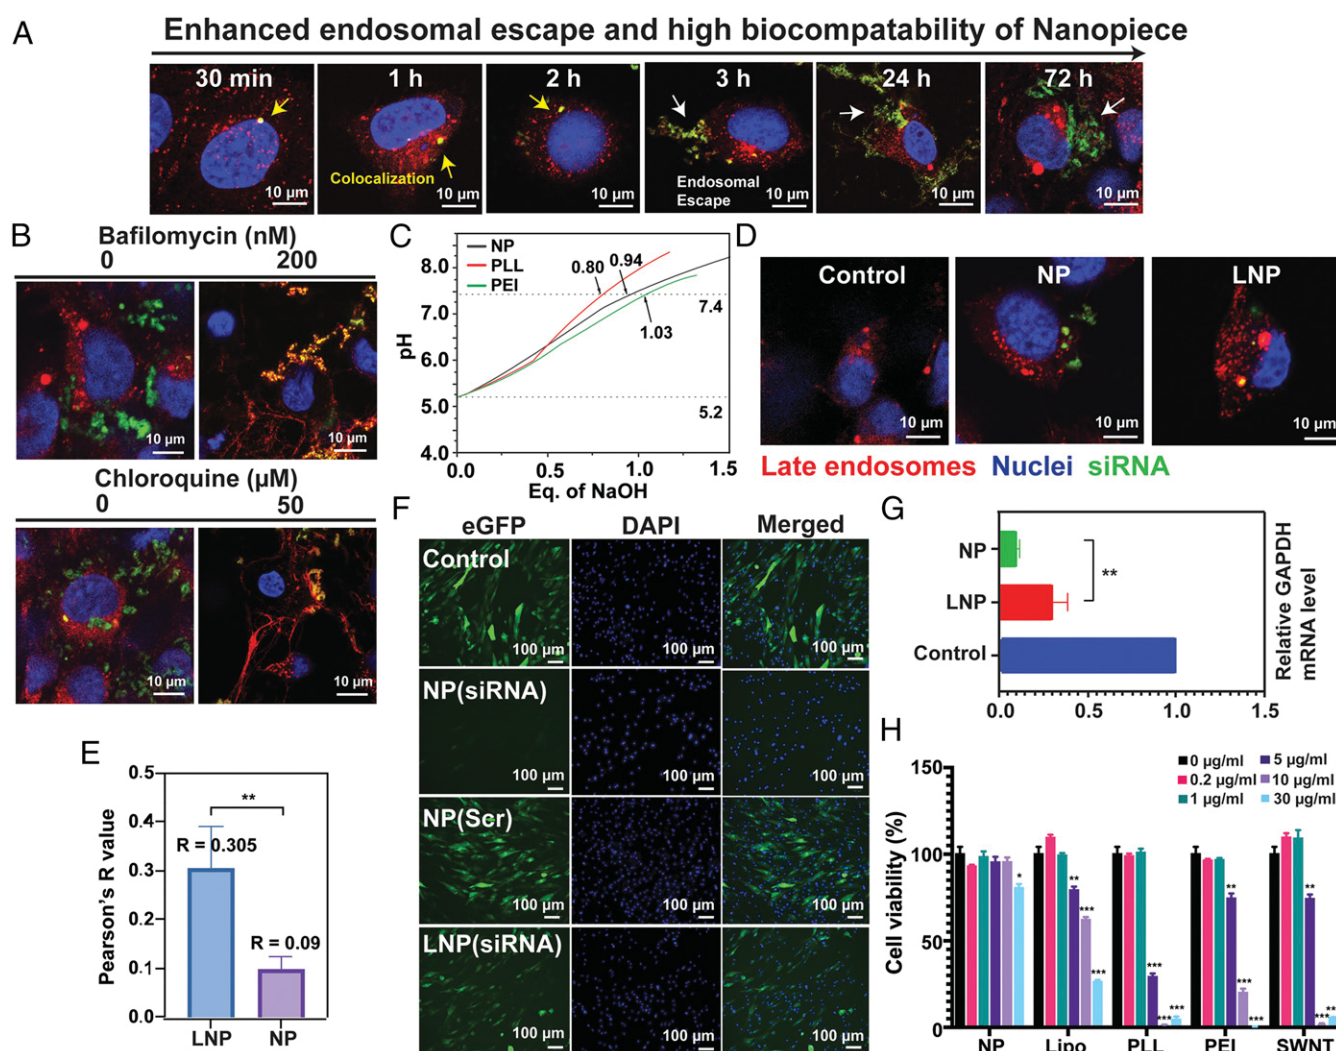 A
Enhanced endosomal escape and high biocompatability of Nanopiece
30 min
1 h
2 h
3 h
24 h
72 h
Colocalization
Endosomal
Escape
10 µm
10 µm
10 µm
10 µm
10 µm
10 µm
B
Bafilomycin (nM)
0
200
10 µm
10 µm
Chloroquine (µM)
0
50
10 µm
10 µm
C
NP
PLL
PEI
0.80
0.94
1.03
7.4
5.2
8.0
7.0
6.0
5.0
4.0
pH
0.0
0.5
1.0
1.5
Eq. of NaOH
D
Control
NP
LNP
10 µm
10 µm
10 µm
Late endosomes Nuclei siRNA
E
0.5
0.4
0.3
0.2
0.1
0.0
Pearson's R value
**
R = 0.305
R = 0.09
LNP
NP
F
eGFP
DAPI
Merged
Control
100 µm
100 µm
100 µm
NP(siRNA)
100 µm
100 µm
100 µm
NP(Scr)
100 µm
100 µm
100 µm
LNP(siRNA)
100 µm
100 µm
100 µm
G
NP
LNP
Control
**
0.0
0.5
1.0
1.5
Relative GAPDH
mRNA level
H
0 µg/ml
5 µg/ml
0.2 µg/ml
10 µg/ml
1 µg/ml
30 µg/ml
150
100
50
0
Cell viability (%)
*
**
***
***
***
***
***
**
***
***
**
***
**
NP
Lipo
PLL
PEI
SWNT